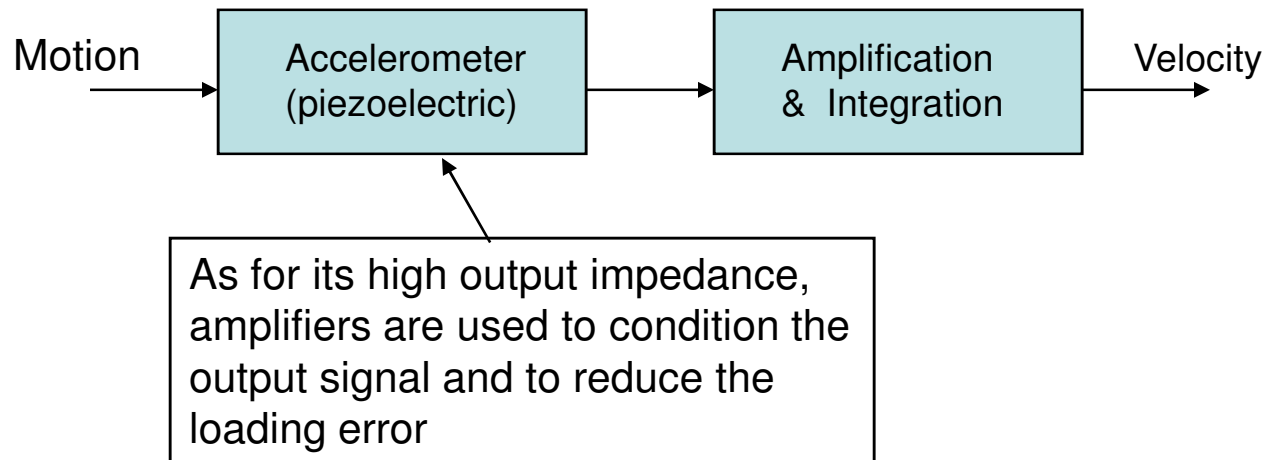 Motion
Accelerometer
(piezoelectric)
Amplification
& Integration
Velocity
As for its high output impedance,
amplifiers are used to condition the
output signal and to reduce the
loading error